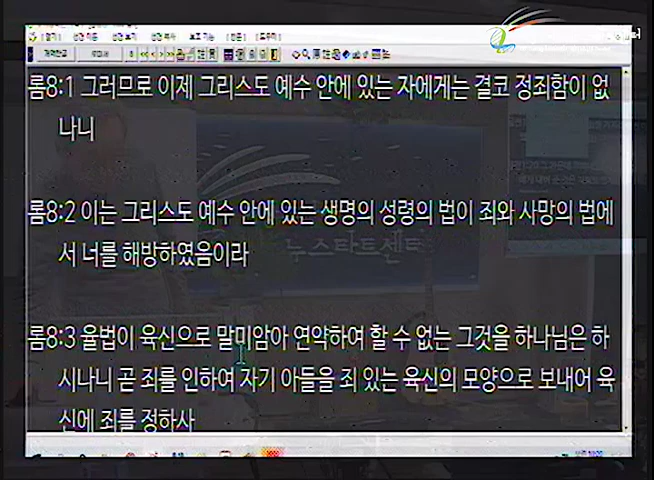 롬8:1 그러므로 이제 그리스도 예수 안에 있는 자에게는 결코 정죄함이 없
나니
롬8:2 이는 그리스도 예수 안에 있는 생명의 성령의 법이 죄와 사망의 법에
서 너를 해방하였음이라
뉴스타트센터
롬8:3 율법이 육신으로 말미암아 연약하여 할 수 없는 그것을 하나님은 하
시나니 곧 죄를 인하여 자기 아들을 죄 있는 육신의 모양으로 보내어 육
신에 죄를 정하사